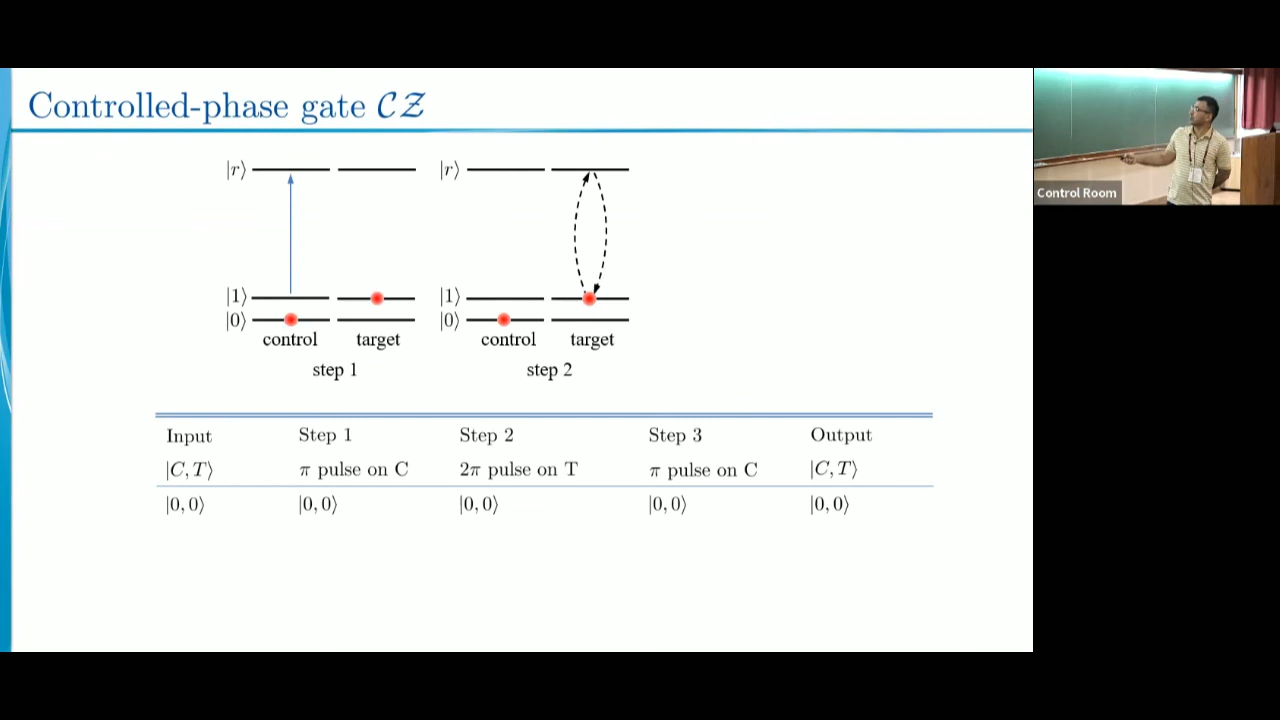 Controlled-phase gate 𝒞𝒵
|r⟩ |r⟩
|1⟩ |1⟩
|0⟩ |0⟩
control target control target
step 1 step 2
Input Step 1 Step 2 Step 3 Output
|C, T⟩ π pulse on C 2π pulse on T π pulse on C |C, T⟩
|0, 0⟩ |0, 0⟩ |0, 0⟩ |0, 0⟩ |0, 0⟩
Control Room